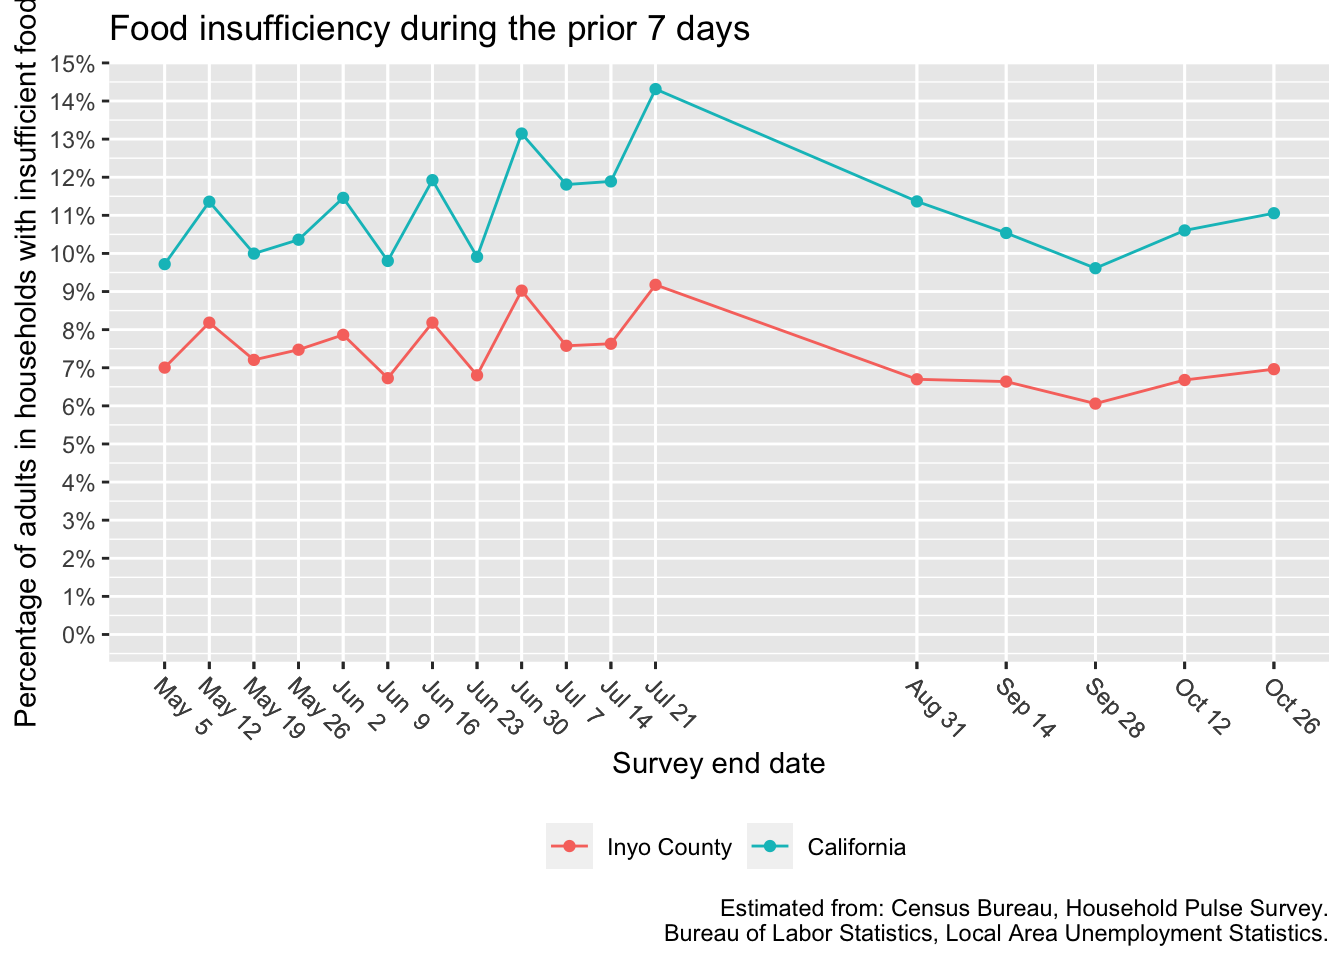 Food insufficiency during the prior 7 days
Percentage of adults in households with insufficient food
15%
14%
13%
12%
11%
10%
9%
8%
7%
6%
5%
4%
3%
2%
1%
0%
May 5
May 12
May 19
May 26
Jun 2
Jun 9
Jun 16
Jun 23
Jun 30
Jul 7
Jul 14
Jul 21
Aug 31
Sep 14
Sep 28
Oct 12
Oct 26
Survey end date
Inyo County
California
Estimated from: Census Bureau, Household Pulse Survey.
Bureau of Labor Statistics, Local Area Unemployment Statistics.